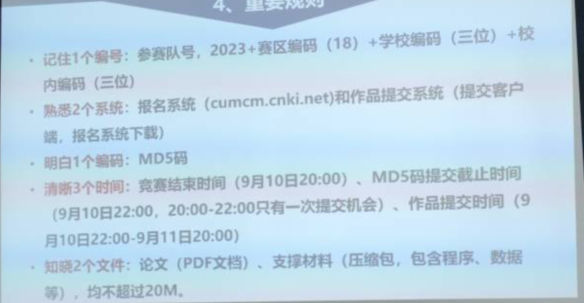 4、重要规则
• 记住1个编号：参赛队号，2023+赛区编码（18）+学校编码（三位）+校
内编码（三位）
• 熟悉2个系统：报名系统（cumcm.cnki.net)和作品提交系统（提交客户
端，报名系统下载）
• 明白1个编码：MD5码
• 清晰3个时间：竞赛结束时间（9月10日20:00）、MD5码提交截止时间
（9月10日22:00，20:00-22:00只有一次提交机会）、作品提交时间（9
月10日22:00-9月11日20:00）
• 知晓2个文件：论文（PDF文档）、支撑材料（压缩包，包含程序、数据
等），均不超过20M。